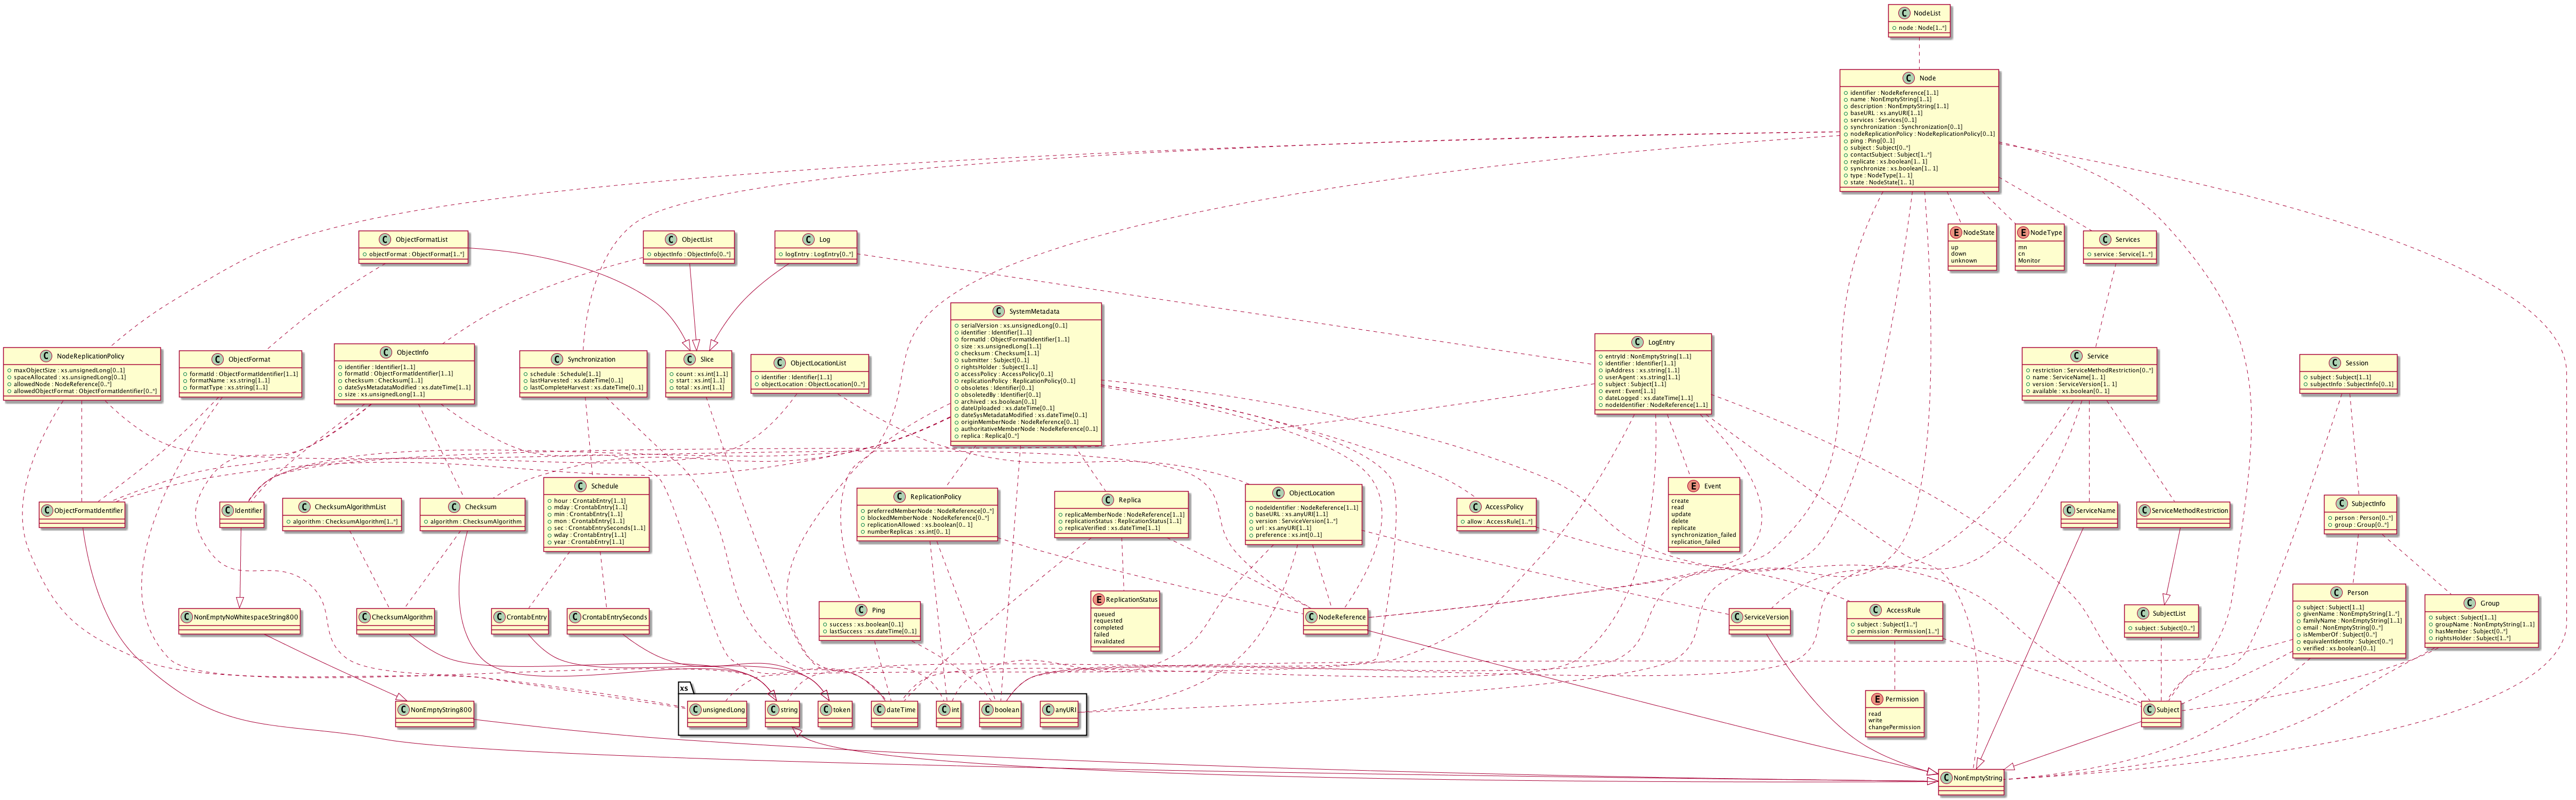 NodeList
node : Node[1..*]
Node
identifier : NodeReference[1..1]
name : NonEmptyString[1..1]
description : NonEmptyString[1..1]
baseURL : xs.anyURI[1..1]
services : Services[0..1]
synchronization : Synchronization[0..1]
nodeReplicationPolicy : NodeReplicationPolicy[0..1]
ping : Ping[0..1]
subject : Subject[0..*]
contactSubject : Subject[1..*]
replicate : xs.boolean[1.. 1]
synchronize : xs.boolean[1.. 1]
type : NodeType[1.. 1]
state : NodeState[1.. 1]
ObjectFormatList
objectFormat : ObjectFormat[1..*]
ObjectList
objectInfo : ObjectInfo[0..*]
Log
logEntry : LogEntry[0..*]
NodeState
up
down
unknown
NodeType
mn
cn
Monitor
Services
service : Service[1..*]
NodeReplicationPolicy
maxObjectSize : xs.unsignedLong[0..1]
spaceAllocated : xs.unsignedLong[0..1]
allowedNode : NodeReference[0..*]
allowedObjectFormat : ObjectFormatIdentifier[0..*]
ObjectFormat
formatId : ObjectFormatIdentifier[1..1]
formatName : xs.string[1..1]
formatType : xs.string[1..1]
ObjectInfo
identifier : Identifier[1..1]
formatId : ObjectFormatIdentifier[1..1]
checksum : Checksum[1..1]
dateSysMetadataModified : xs.dateTime[1..1]
size : xs.unsignedLong[1..1]
Synchronization
schedule : Schedule[1..1]
lastHarvested : xs.dateTime[0..1]
lastCompleteHarvest : xs.dateTime[0..1]
Slice
count : xs.int[1..1]
start : xs.int[1..1]
total : xs.int[1..1]
ObjectLocationList
identifier : Identifier[1..1]
objectLocation : ObjectLocation[0..*]
SystemMetadata
serialVersion : xs.unsignedLong[0..1]
identifier : Identifier[1..1]
formatId : ObjectFormatIdentifier[1..1]
size : xs.unsignedLong[1..1]
checksum : Checksum[1..1]
submitter : Subject[0..1]
rightsHolder : Subject[1..1]
accessPolicy : AccessPolicy[0..1]
replicationPolicy : ReplicationPolicy[0..1]
obsoletes : Identifier[0..1]
obsoletedBy : Identifier[0..1]
archived : xs.boolean[0..1]
dateUploaded : xs.dateTime[0..1]
dateSysMetadataModified : xs.dateTime[0..1]
originMemberNode : NodeReference[0..1]
authoritativeMemberNode : NodeReference[0..1]
replica : Replica[0..*]
LogEntry
entryId : NonEmptyString[1..1]
identifier : Identifier[1..1]
ipAddress : xs.string[1..1]
userAgent : xs.string[1..1]
subject : Subject[1..1]
event : Event[1..1]
dateLogged : xs.dateTime[1..1]
nodeIdentifier : NodeReference[1..1]
Service
restriction : ServiceMethodRestriction[0..*]
name : ServiceName[1.. 1]
version : ServiceVersion[1.. 1]
available : xs.boolean[0.. 1]
Session
subject : Subject[1..1]
subjectInfo : SubjectInfo[0..1]
ObjectFormatIdentifier
Identifier
ChecksumAlgorithmList
algorithm : ChecksumAlgorithm[1..*]
Checksum
algorithm : ChecksumAlgorithm
Schedule
hour : CrontabEntry[1..1]
mday : CrontabEntry[1..1]
min : CrontabEntry[1..1]
mon : CrontabEntry[1..1]
sec : CrontabEntrySeconds[1..1]
wday : CrontabEntry[1..1]
year : CrontabEntry[1..1]
ReplicationPolicy
preferredMemberNode : NodeReference[0..*]
blockedMemberNode : NodeReference[0..*]
replicationAllowed : xs.boolean[0.. 1]
numberReplicas : xs.int[0.. 1]
Replica
replicaMemberNode : NodeReference[1..1]
replicationStatus : ReplicationStatus[1..1]
replicaVerified : xs.dateTime[1..1]
ObjectLocation
nodeIdentifier : NodeReference[1..1]
baseURL : xs.anyURI[1..1]
version : ServiceVersion[1..*]
url : xs.anyURI[1..1]
preference : xs.int[0..1]
AccessPolicy
allow : AccessRule[1..*]
Event
create
read
update
delete
replicate
synchronization_failed
replication_failed
ServiceName
ServiceMethodRestriction
SubjectInfo
person : Person[0..*]
group : Group[0..*]
NonEmptyNoWhitespaceString800
ChecksumAlgorithm
CrontabEntry
CrontabEntrySeconds
Ping
success : xs.boolean[0..1]
lastSuccess : xs.dateTime[0..1]
ReplicationStatus
queued
requested
completed
failed
invalidated
NodeReference
ServiceVersion
AccessRule
subject : Subject[1..*]
permission : Permission[1..*]
SubjectList
subject : Subject[0..*]
Person
subject : Subject[1..1]
givenName : NonEmptyString[1..*]
familyName : NonEmptyString[1..1]
email : NonEmptyString[0..*]
isMemberOf : Subject[0..*]
equivalentIdentity : Subject[0..*]
verified : xs.boolean[0..1]
Group
subject : Subject[1..1]
groupName : NonEmptyString[1..1]
hasMember : Subject[0..*]
rightsHolder : Subject[1..*]
xs
NonEmptyString800
unsignedLong
string
token
dateTime
int
boolean
anyURI
Permission
read
write
changePermission
Subject
NonEmptyString